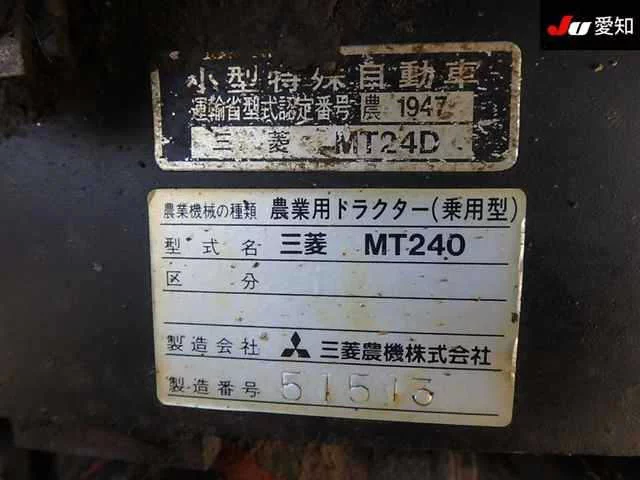 JU 愛知
小型特殊自動車
運輸省型式認定番号 農 1947
三菱 MT24D
農業機械の種類 農業用トラクター(乗用型)
型式名 三菱 MT240
区分
製造会社 三菱農機株式会社
製造番号 51513